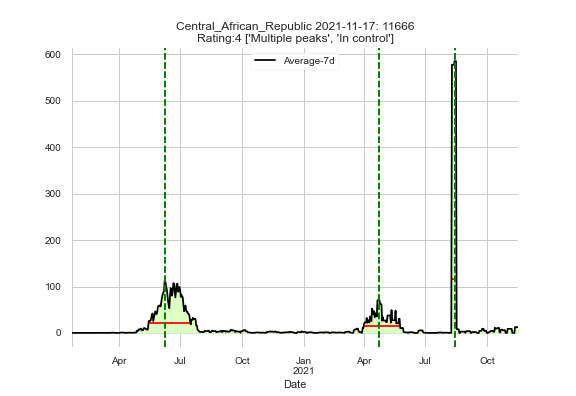 Central_African_Republic 2021-11-17: 11666
Rating:4 ['Multiple peaks', 'In control']
Average-7d
600
500
400
300
200
100
0
Apr Jul Oct Jan Apr Jul Oct
2021
Date